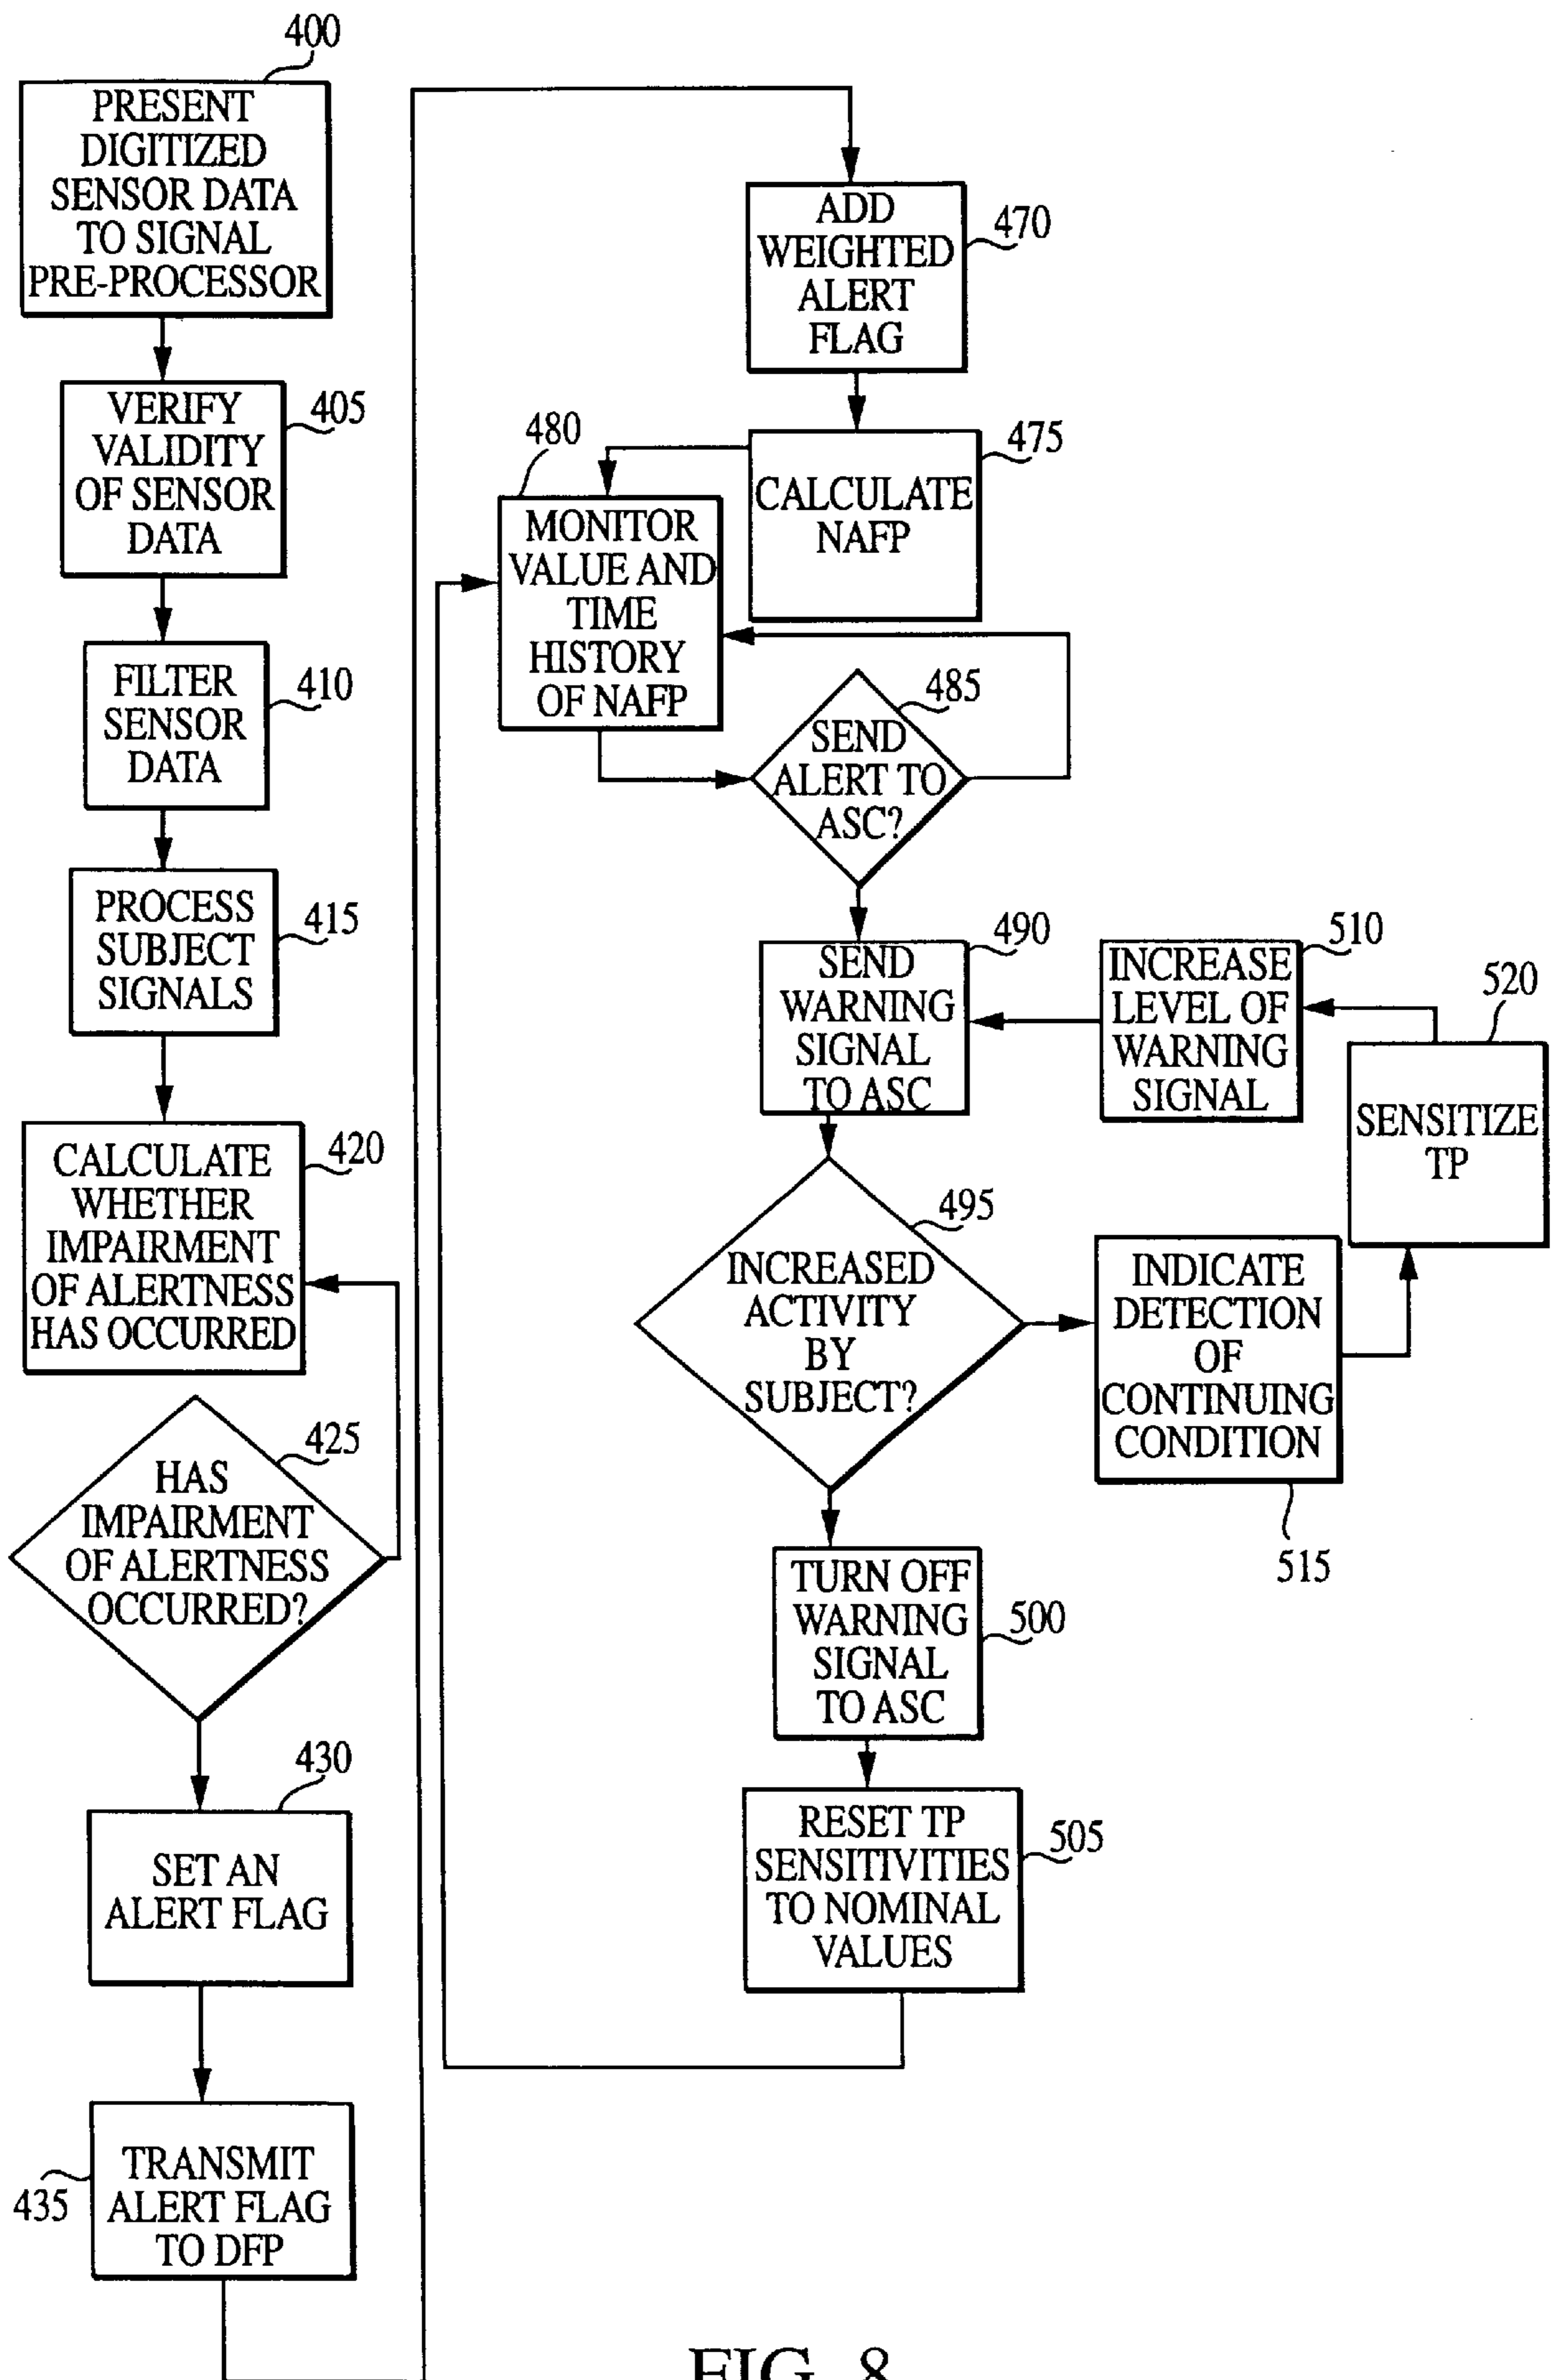 400
PRESENT
DIGITIZED
SENSOR DATA
TO SIGNAL
PRE-PROCESSOR
405
VERIFY
VALIDITY
OF SENSOR
DATA
410
FILTER
SENSOR
DATA
415
PROCESS
SUBJECT
SIGNALS
420
CALCULATE
WHETHER
IMPAIRMENT
OF ALERTNESS
HAS OCCURRED
425
HAS
IMPAIRMENT
OF ALERTNESS
OCCURRED?
430
SET AN
ALERT FLAG
435
TRANSMIT
ALERT FLAG
TO DFP
470
ADD
WEIGHTED
ALERT
FLAG
475
CALCULATE
NAFP
480
MONITOR
VALUE AND
TIME
HISTORY
OF NAFP
485
SEND
ALERT TO
ASC?
490
SEND
WARNING
SIGNAL
TO ASC
510
INCREASE
LEVEL OF
WARNING
SIGNAL
520
SENSITIZE
TP
495
INCREASED
ACTIVITY
BY
SUBJECT?
INDICATE
DETECTION
OF
CONTINUING
CONDITION
515
500
TURN OFF
WARNING
SIGNAL
TO ASC
505
RESET TP
SENSITIVITIES
TO NOMINAL
VALUES
FIG. 8